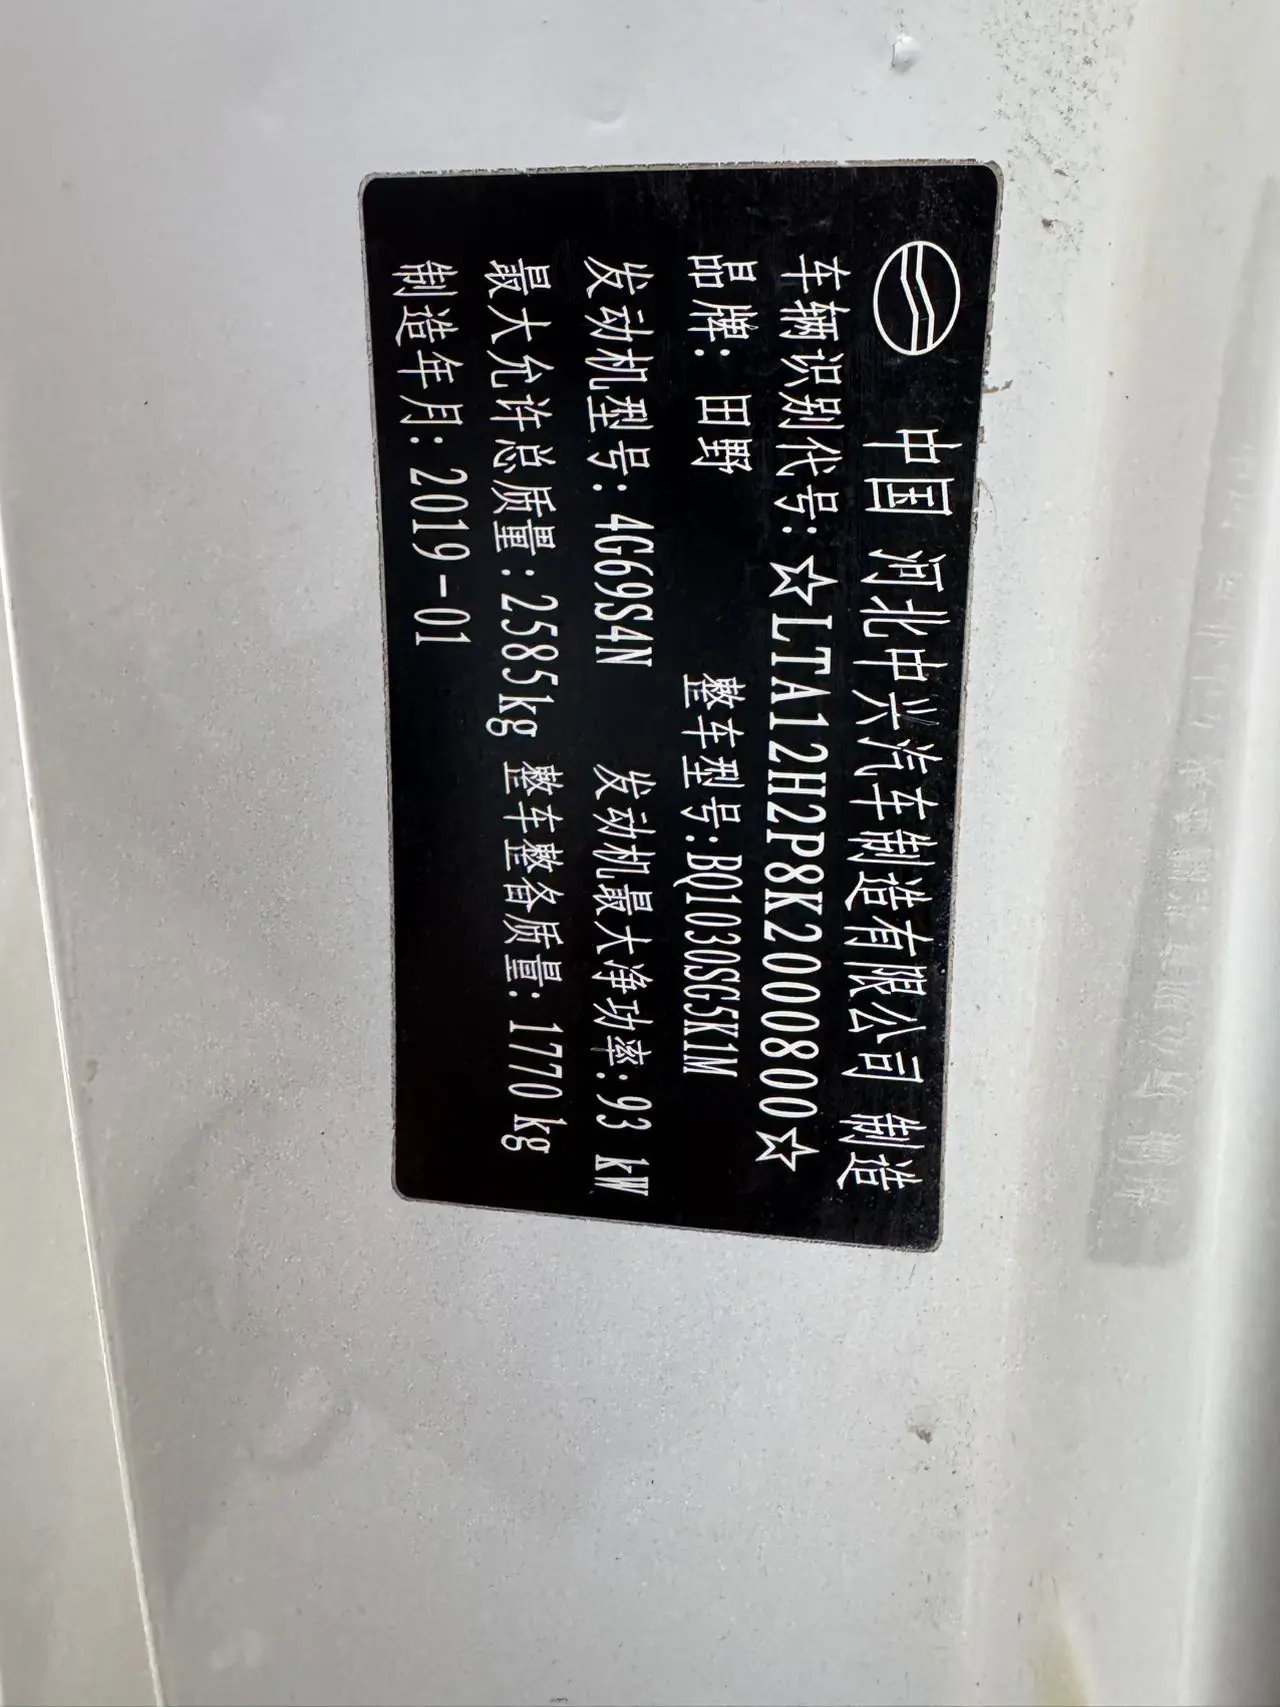 中国 河北中兴汽车制造有限公司 制造
车辆识别代号:☆LTA12H2P8K2000800☆
品牌: 田野 整车型号:BQ1030SG5K1M
发动机型号:4G69S4N 发动机最大净功率:93 kW
最大允许总质量:2585kg 整车整备质量:1770kg
制造年月:2019-01